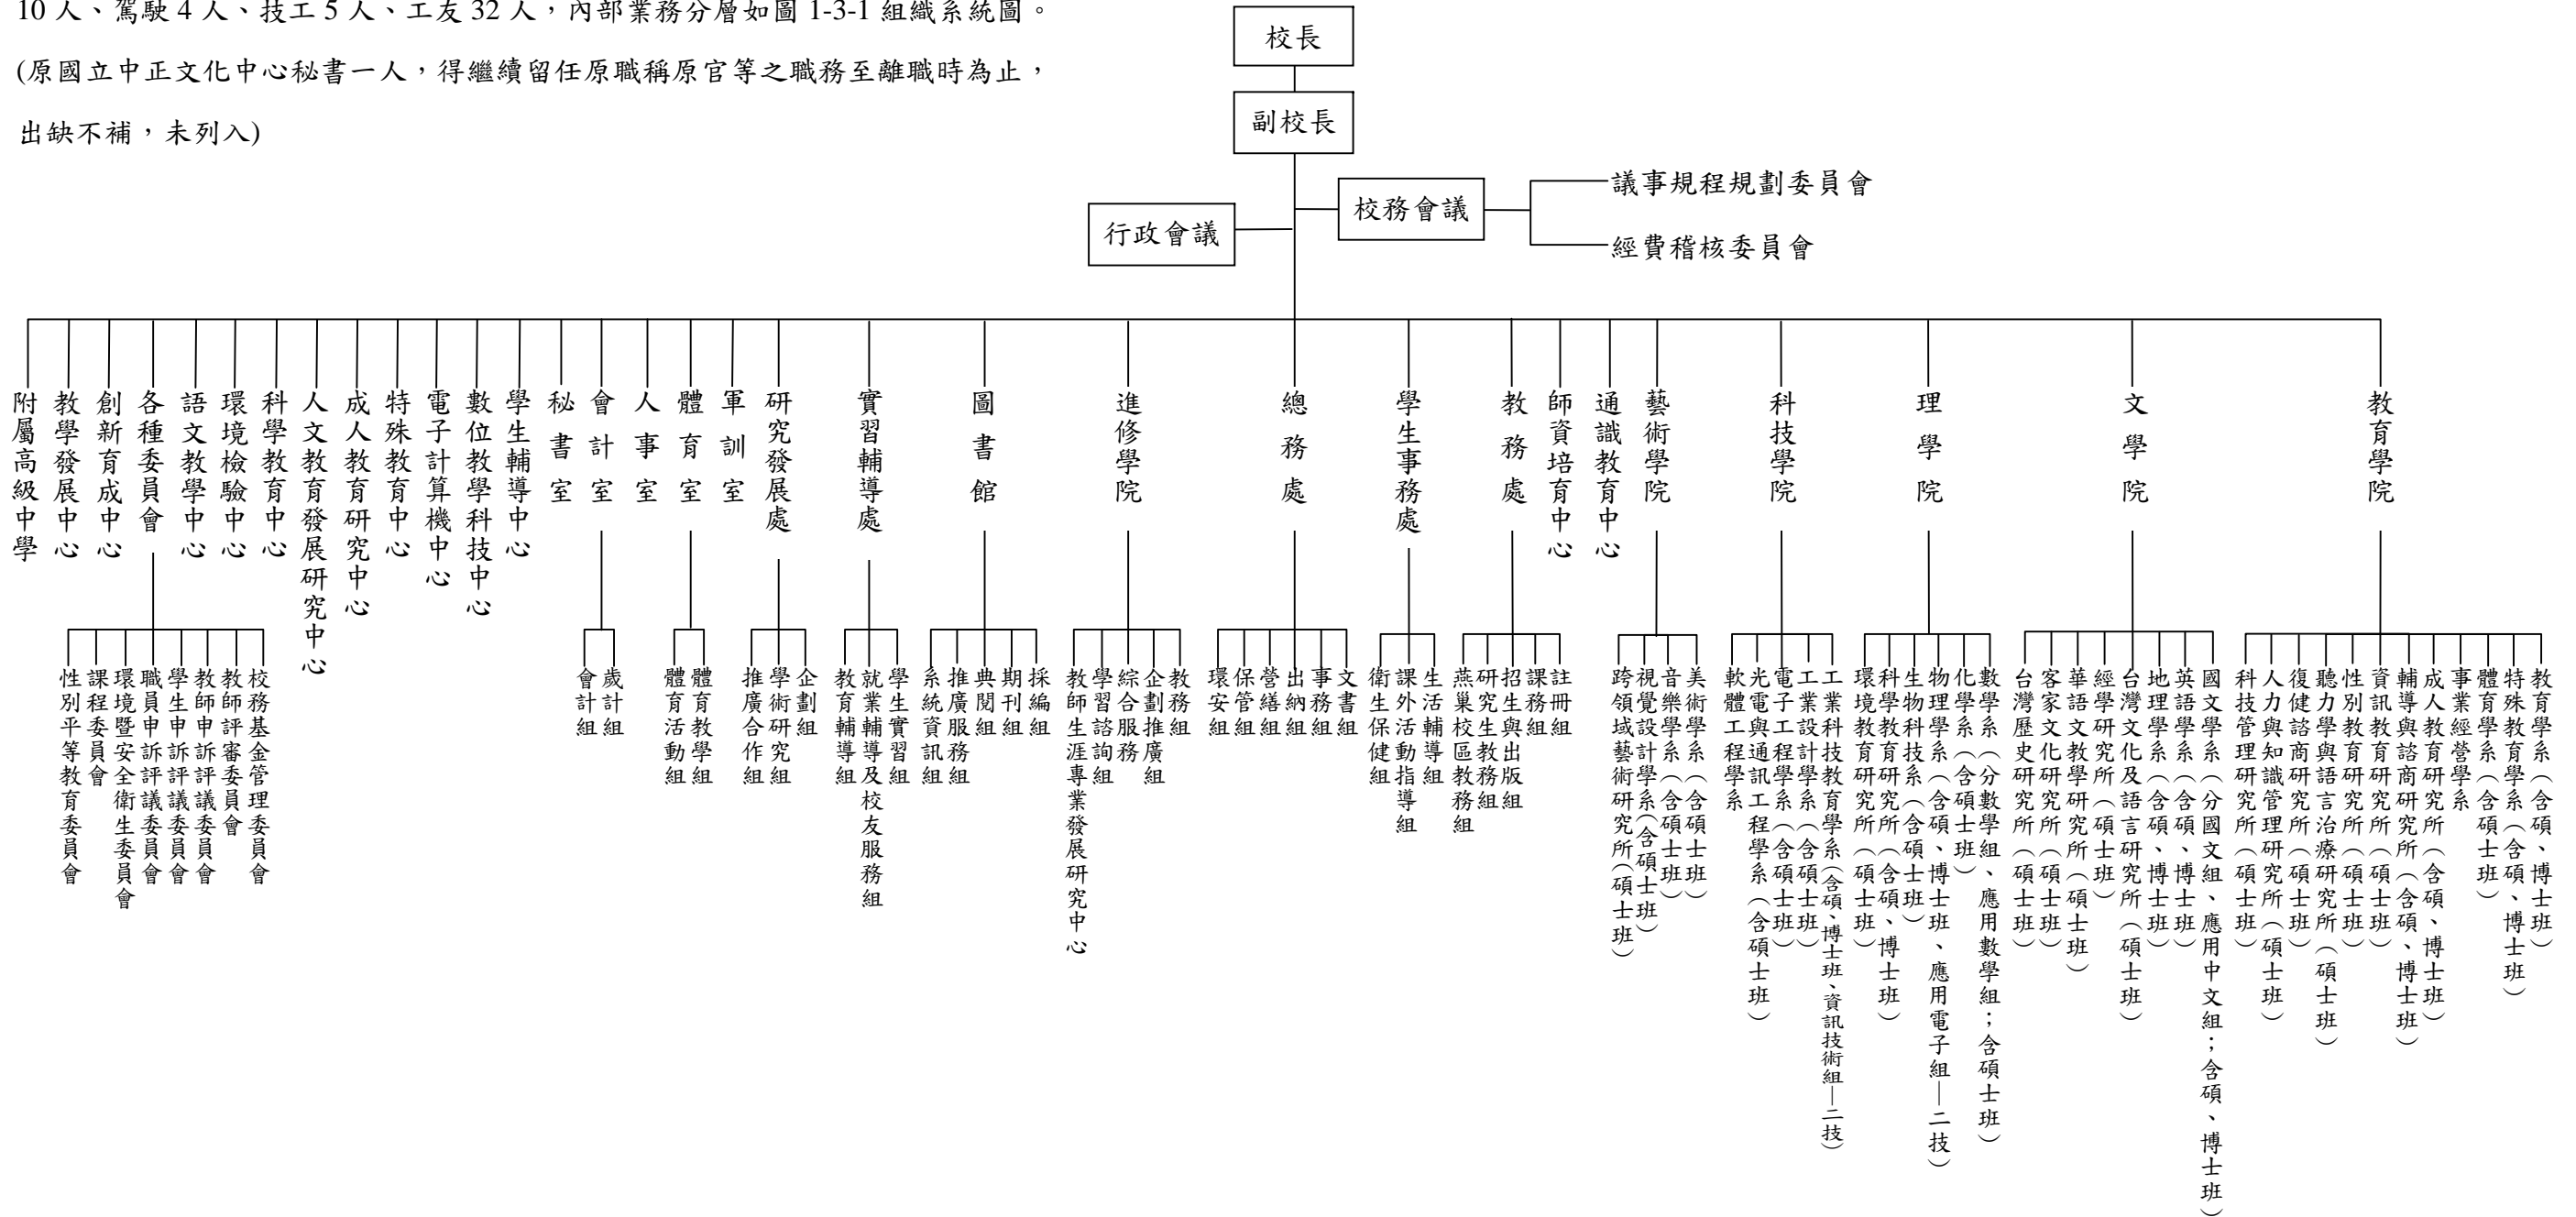 10 人、駕駛 4 人、技工 5 人、工友 32 人，內部業務分層如圖 1-3-1 組織系統圖。
(原國立中正文化中心秘書一人，得繼續留任原職稱原官等之職務至離職時為止，
出缺不補，未列入)
校長
副校長
校務會議
議事規程規劃委員會
經費稽核委員會
行政會議
附屬高級中學
教學發展中心
創新育成中心
各種委員會
語文教學中心
環境檢驗中心
科學教育中心
人文教育發展研究中心
成人教育研究中心
特殊教育中心
電子計算機中心
數位教學科技中心
學生輔導中心
秘書室
會計室
人事室
體育室
軍訓室
研究發展處
實習輔導處
圖書館
進修學院
總務處
學生事務處
教務處
師資培育中心
通識教育中心
藝術學院
科技學院
理學院
文學院
教育學院
性別平等教育委員會
課程委員會
環境暨安全衛生委員會
職員申訴評議委員會
學生申訴評議委員會
教師申訴評議委員會
教師評審委員會
校務基金管理委員會
會計組
歲計組
體育活動組
體育教學組
推廣合作組
學術研究組
企劃組
教育輔導組
就業輔導及校友服務組
學生實習組
系統資訊組
推廣服務組
典閱組
期刊組
採編組
教師生涯專業發展研究中心
學習諮詢組
綜合服務
企劃推廣組
教務組
環安組
保管組
營繕組
出納組
事務組
文書組
衛生保健組
課外活動指導組
生活輔導組
燕巢校區教務組
研究生教務組
招生與出版組
課務組
註冊組
跨領域藝術研究所（碩士班）
視覺設計學系（含碩士班）
音樂學系（含碩士班）
美術學系（含碩士班）
軟體工程學系
光電與通訊工程學系（含碩士班）
電子工程學系（含碩士班）
工業設計學系（含碩士班）
工業科技教育學系（含碩、博士班、資訊技術組—二技）
環境教育研究所（碩士班）
科學教育研究所（含碩、博士班）
生物科技系（含碩士班）
物理學系（含碩、博士班、應用電子組—二技）
化學系（含碩士班）
數學系（分數學組、應用數學組；含碩士班）
台灣歷史研究所（碩士班）
客家文化研究所（碩士班）
華語文教學研究所（碩士班）
經學研究所（碩士班）
台灣文化及語言研究所（碩士班）
地理學系（含碩、博士班）
英語學系（含碩、博士班）
國文學系（分國文組、應用中文組；含碩、博士班）
科技管理研究所（碩士班）
人力與知識管理研究所（碩士班）
復健諮商研究所（碩士班）
聽力學與語言治療研究所（碩士班）
性別教育研究所（碩士班）
資訊教育研究所（碩士班）
輔導與諮商研究所（含碩、博士班）
成人教育研究所（含碩、博士班）
事業經營學系
體育學系（含碩士班）
特殊教育學系（含碩、博士班）
教育學系（含碩、博士班）